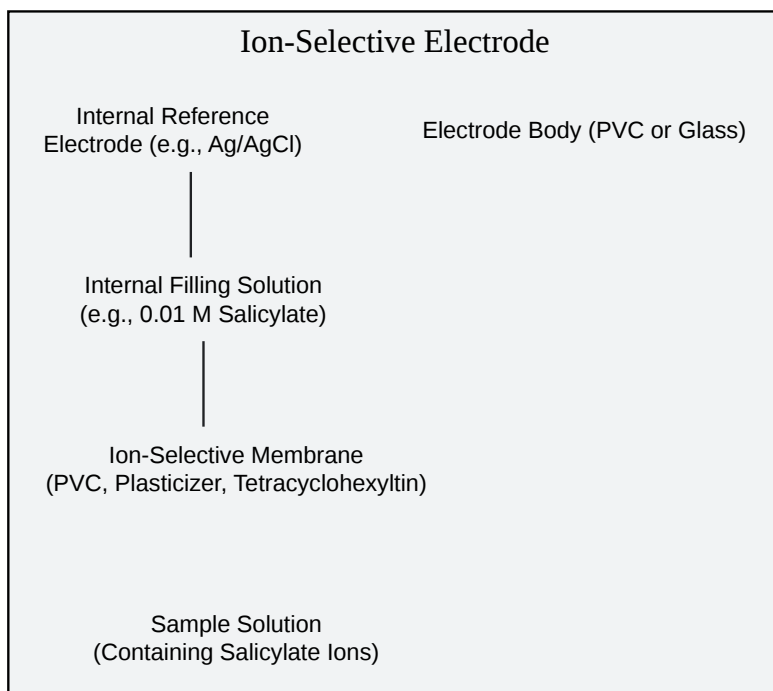 Ion-Selective Electrode
Internal Reference
Electrode (e.g., Ag/AgCl)
Electrode Body (PVC or Glass)
Internal Filling Solution
(e.g., 0.01 M Salicylate)
Ion-Selective Membrane
(PVC, Plasticizer, Tetracyclohexyltin)
Sample Solution
(Containing Salicylate Ions)